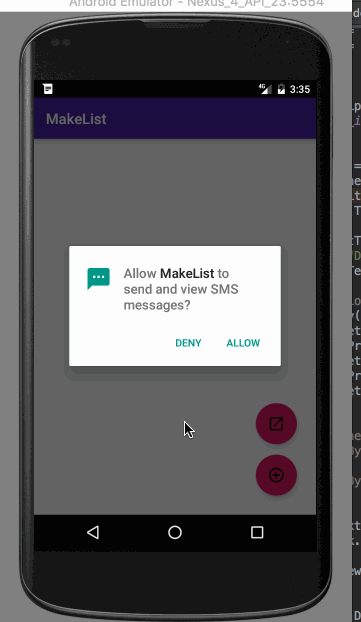 Android Emulator - Nexus_4_API_23:5554
4G
3:35
MakeList
Allow MakeList to
send and view SMS
messages?
DENY
ALLOW